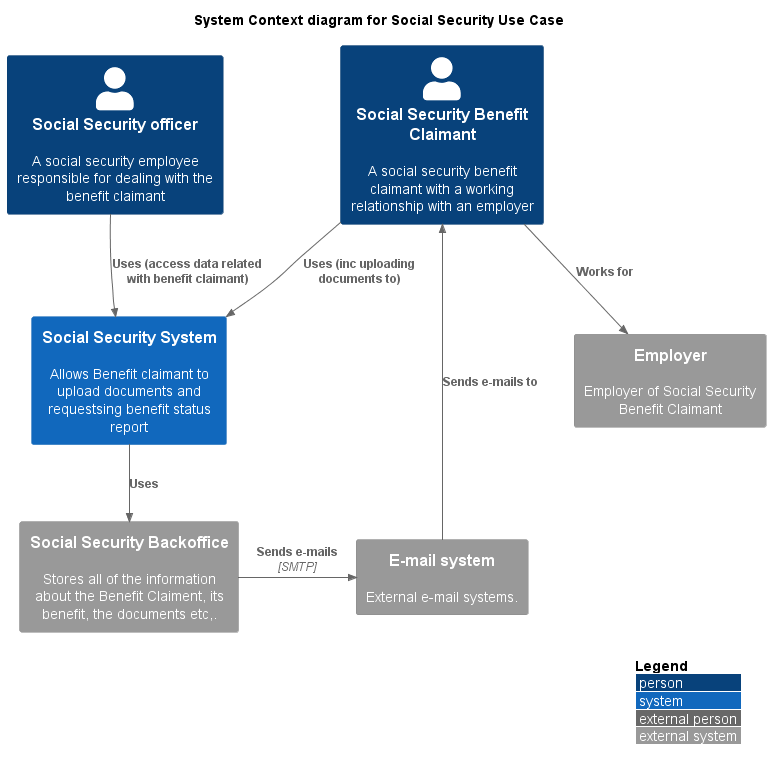 System Context diagram for Social Security Use Case
Social Security officer
A social security employee
responsible for dealing with the
benefit claimant
Social Security Benefit
Claimant
A social security benefit
claimant with a working
relationship with an employer
Uses (access data related
with benefit claimant)
Uses (inc uploading
documents to)
Works for
Social Security System
Allows Benefit claimant to
upload documents and
requestsing benefit status
report
Employer
Employer of Social Security
Benefit Claimant
Sends e-mails to
Uses
Social Security Backoffice
Stores all of the information
about the Benefit Claiment, its
benefit, the documents etc,.
Sends e-mails
[SMTP]
E-mail system
External e-mail systems.
Legend
person
system
external person
external system